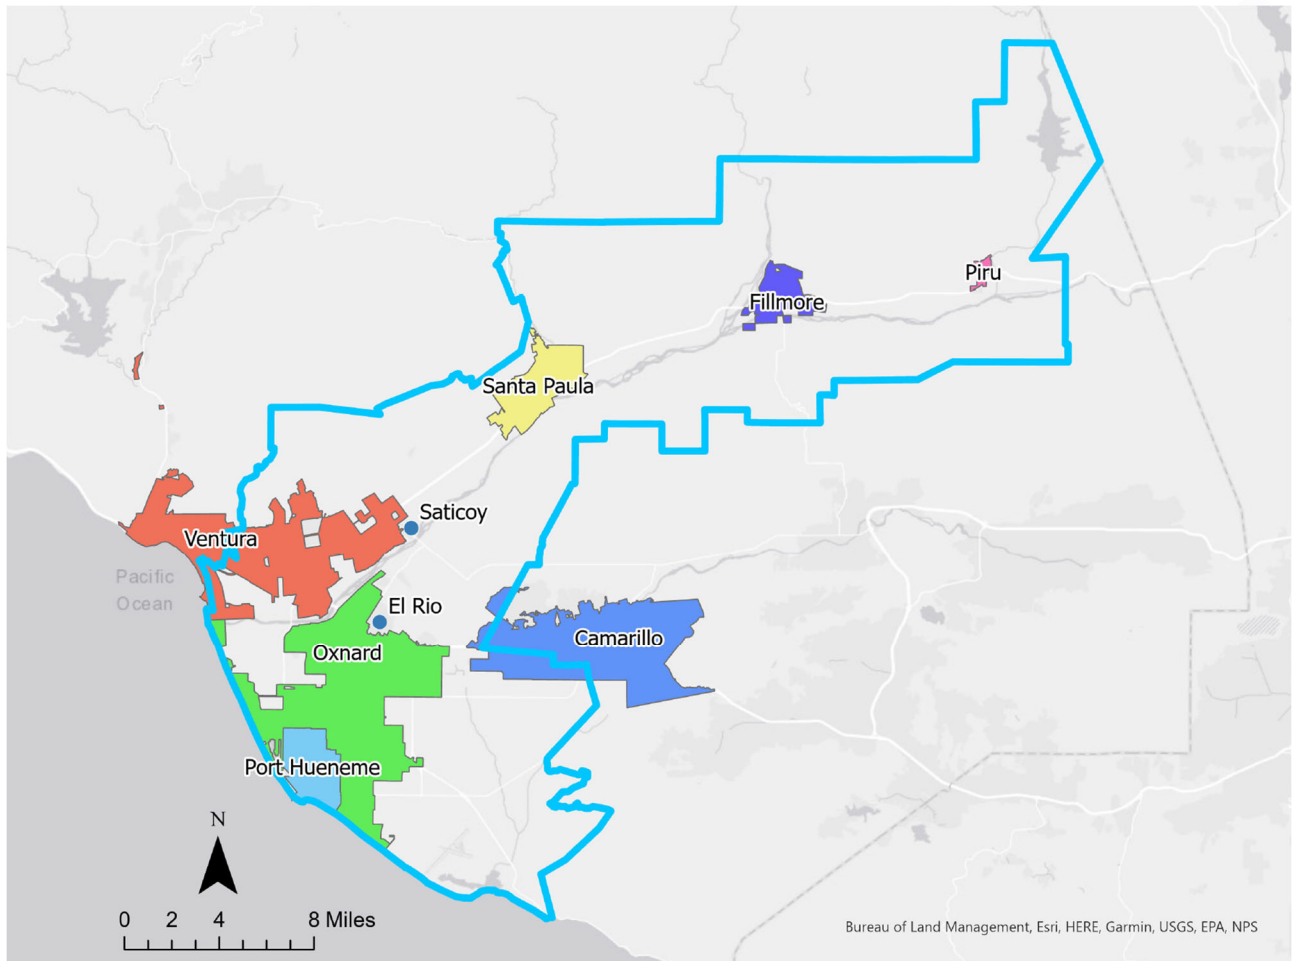 Piru
Fillmore
Santa Paula
Saticoy
Ventura
Pacific
Ocean
El Rio
Camarillo
Oxnard
Port Hueneme
N
0 2 4 8 Miles
Bureau of Land Management, Esri, HERE, Garmin, USGS, EPA, NPS